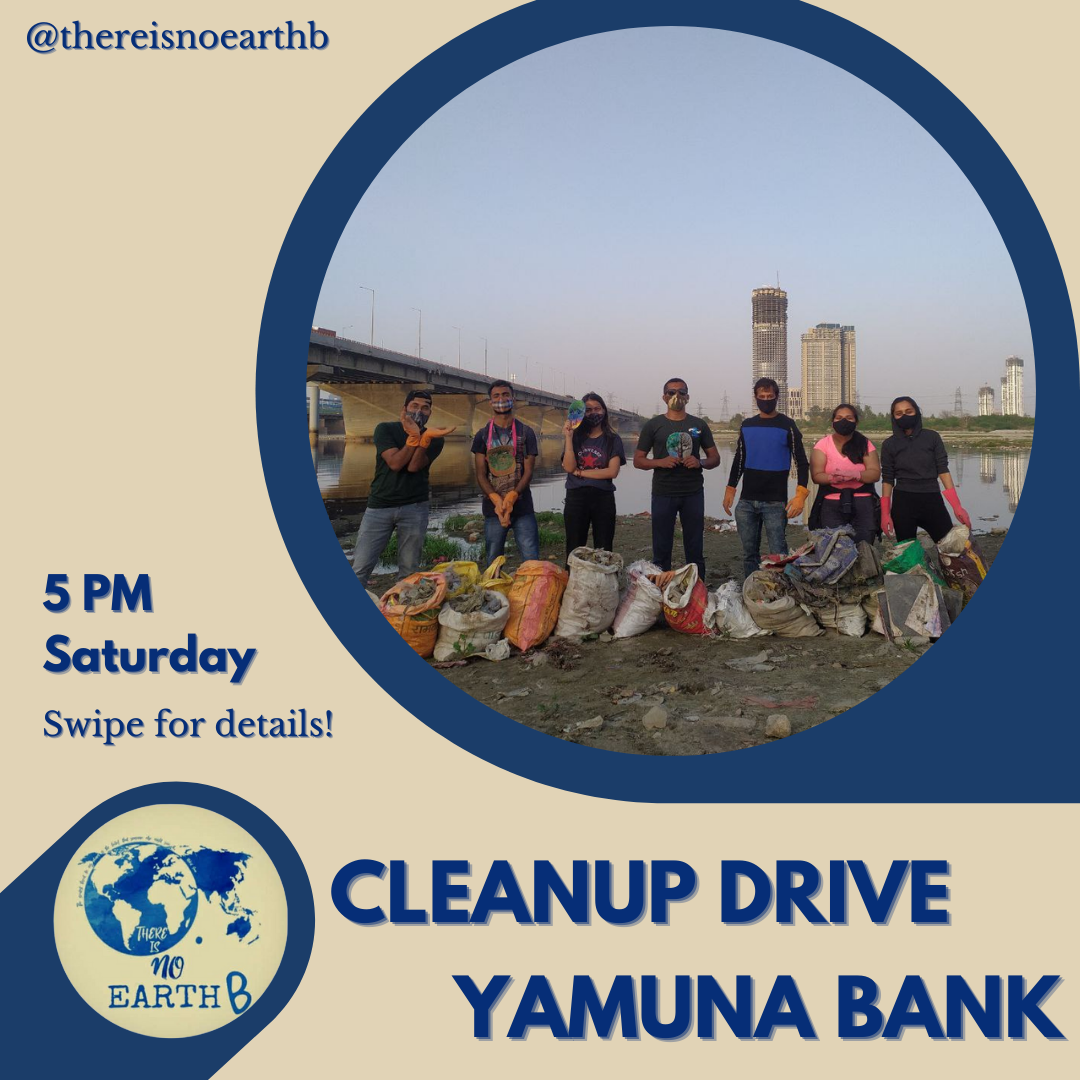 @thereisnoearthb
5 PM
Saturday
Swipe for details!
THERE
IS
NO
EARTH B
CLEANUP DRIVE
YAMUNA BANK